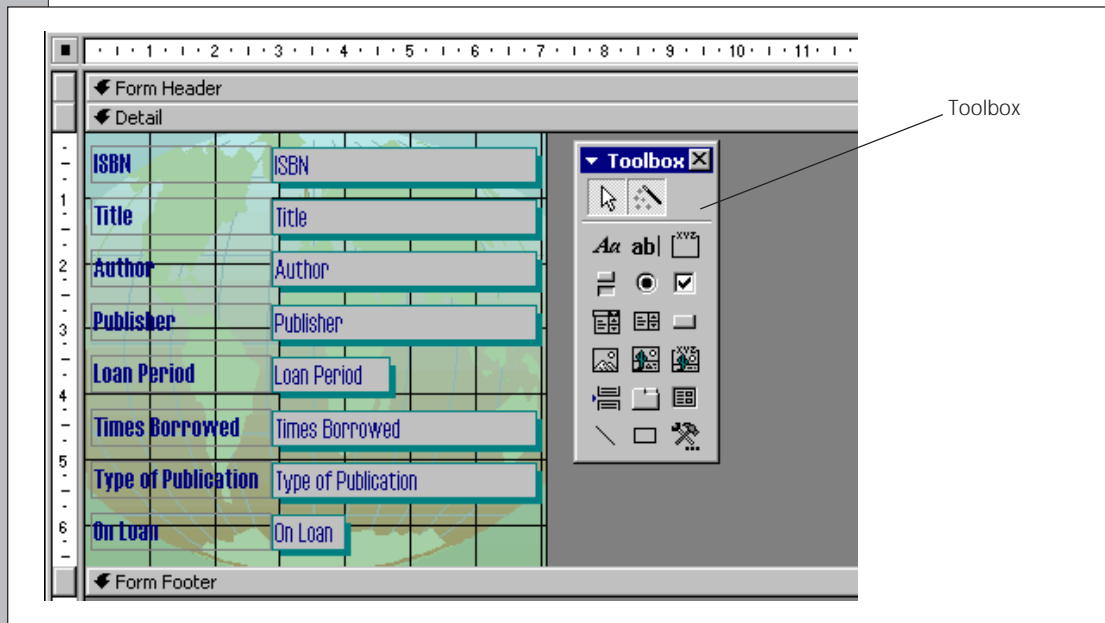 1 2 3 4 5 6 7 8 9 10 11
Form Header
Detail
Toolbox
ISBN ISBN
Toolbox
1
Title Title
Aa ab| XYZ
2
Author Author
3
Publisher Publisher
XYZ
Loan Period Loan Period
4
Times Borrowed Times Borrowed
5
Type of Publication Type of Publication
6
On Loan On Loan
Form Footer